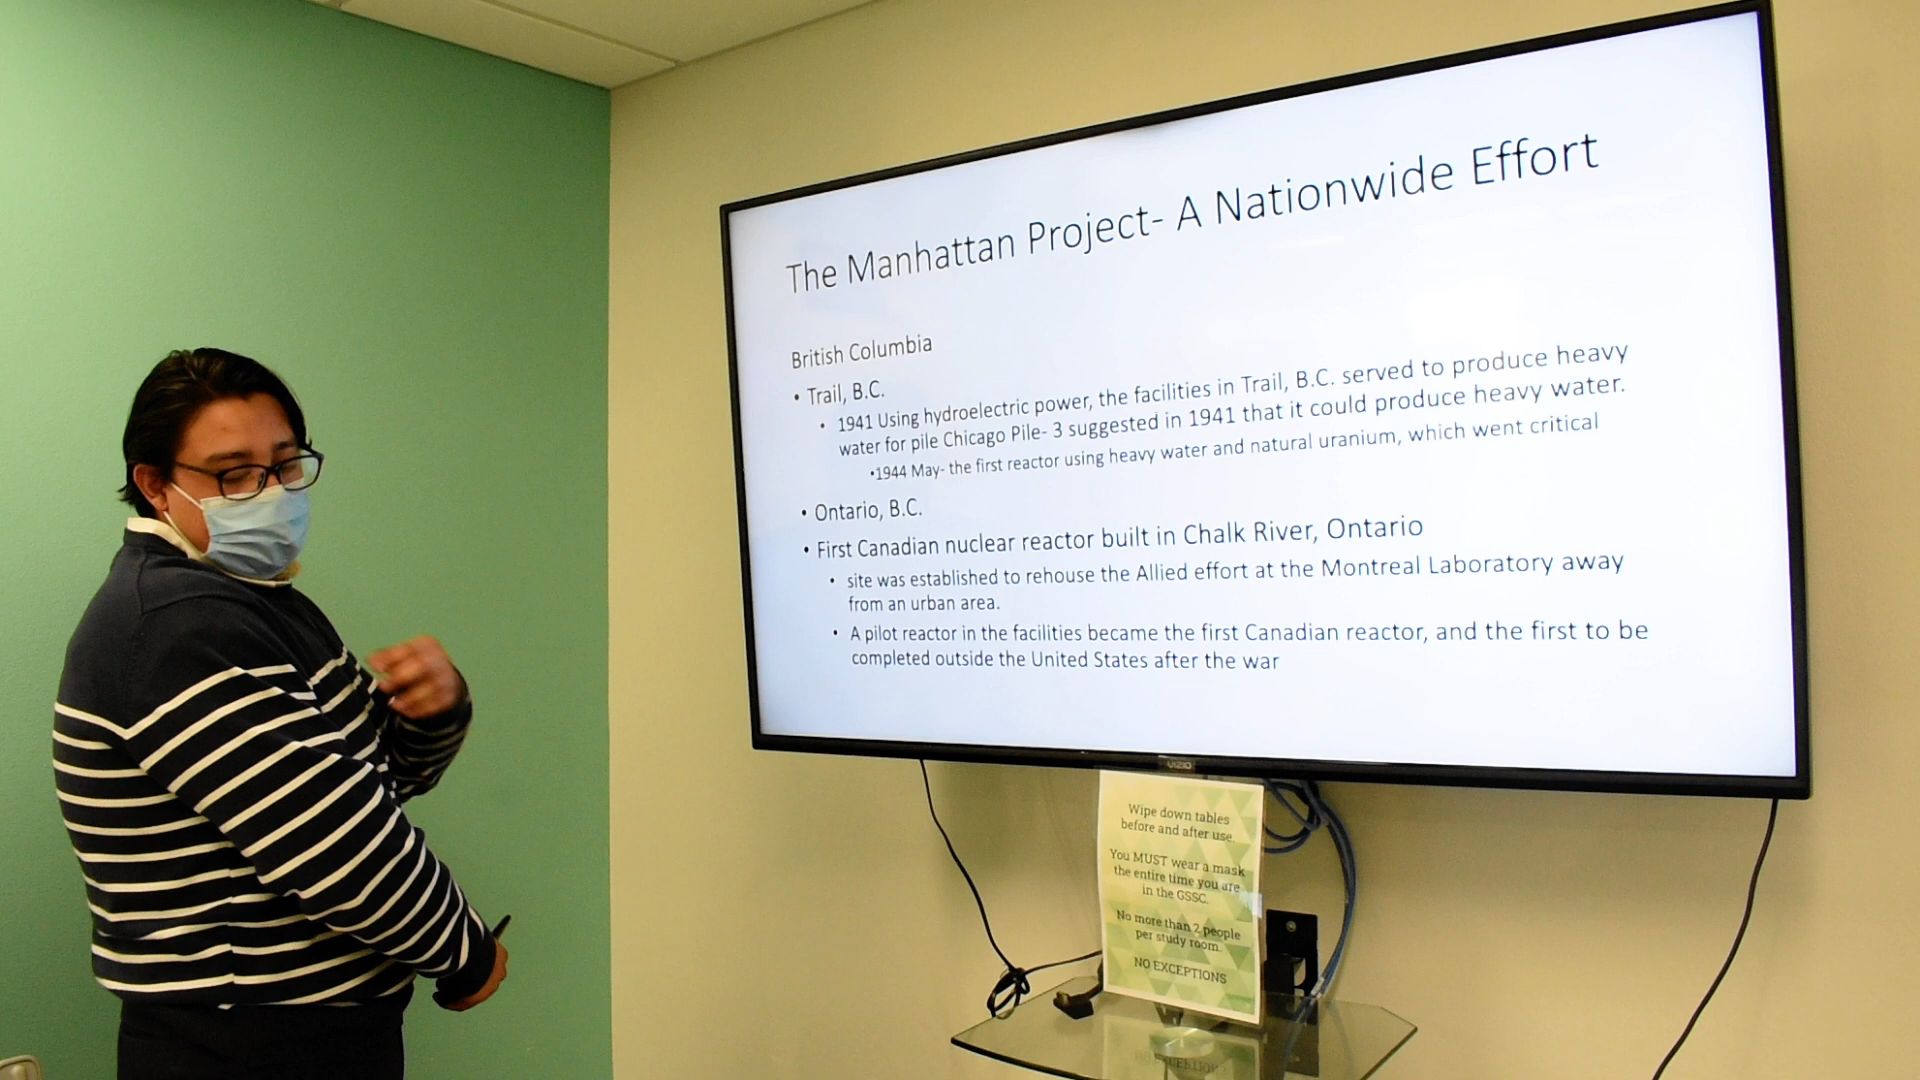 The Manhattan Project- A Nationwide Effort
British Columbia
• Trail, B.C.
• 1941 Using hydroelectric power, the facilities in Trail, B.C. served to produce heavy
water for pile Chicago Pile- 3 suggested in 1941 that it could produce heavy water.
•1944 May- the first reactor using heavy water and natural uranium, which went critical
• Ontario, B.C.
• First Canadian nuclear reactor built in Chalk River, Ontario
• site was established to rehouse the Allied effort at the Montreal Laboratory away
from an urban area.
• A pilot reactor in the facilities became the first Canadian reactor, and the first to be
completed outside the United States after the war
VIZIO
Wipe down tables
before and after use.
You MUST wear a mask
the entire time you are
in the GSSC.
No more than 2 people
per study room.
NO EXCEPTIONS